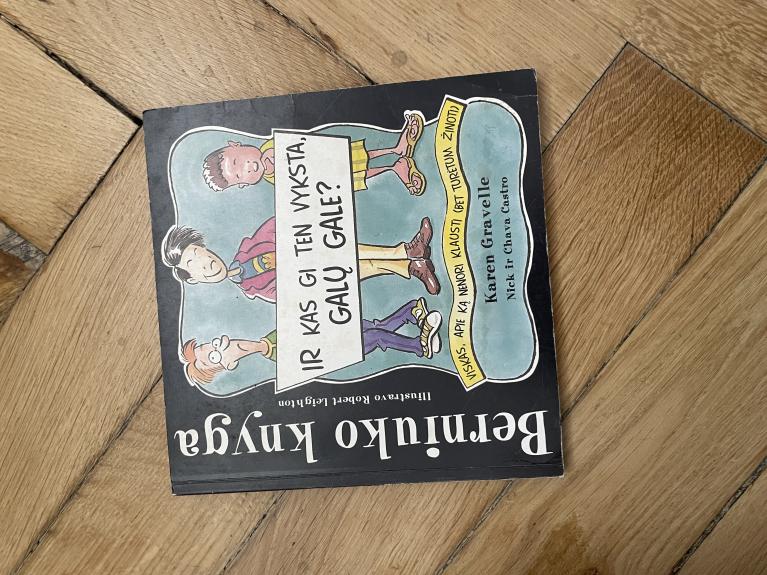 Berniuko knyga
Iliustravo Robert Leighton
IR KAS GI TEN VYKSTA,
GALŲ GALE?
VISKAS, APIE KĄ NENORI KLAUSTI (BET TURĖTUM ŽINOTI)
Karen Gravelle
Nick ir Chava Castro